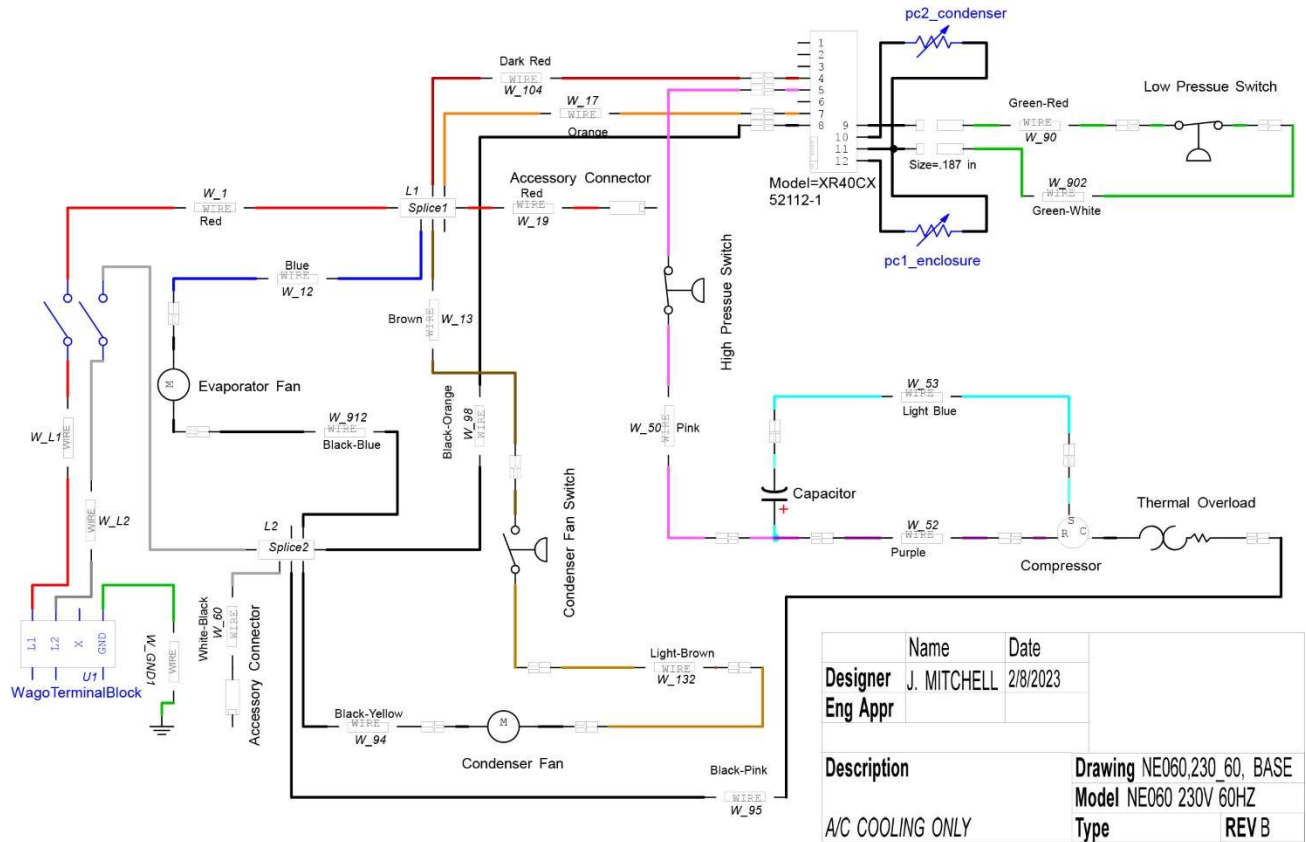 pc2_condenser
1
2
3
4
5
6
7
8
9
10
11
12
Dark Red
WIRE
W_104
W_17
WIRE
Orange
Low Pressue Switch
Green-Red
WIRE
W_90
Size=.187 in
W_902
WIRE
Green-White
Model=XR40CX
52112-1
pc1_enclosure
W_1
WIRE
Red
L1
Splice1
Accessory Connector
Red
WIRE
W_19
Blue
WIRE
W_12
Brown
WIRE
W_13
High Pressue Switch
M
Evaporator Fan
W_912
WIRE
Black-Blue
Black-Orange
W_98
WIRE
W_50
WIRE
Pink
W_53
WIRE
Light Blue
W_L1
WIRE
WIRE
W_L2
Capacitor
+
W_52
WIRE
Purple
S
R
C
Compressor
Thermal Overload
L2
Splice2
Condenser Fan Switch
White-Black
W_60
WIRE
Accessory Connector
L1
L2
X
GND
U1
WagoTerminalBlock
W_GND1
WIRE
Light-Brown
WIRE
W_132
Black-Yellow
WIRE
W_94
M
Condenser Fan
Black-Pink
WIRE
W_95
Name Date
Designer J. MITCHELL 2/8/2023
Eng Appr
Description Drawing NE060,230_60, BASE
Model NE060 230V 60HZ
A/C COOLING ONLY Type REV B